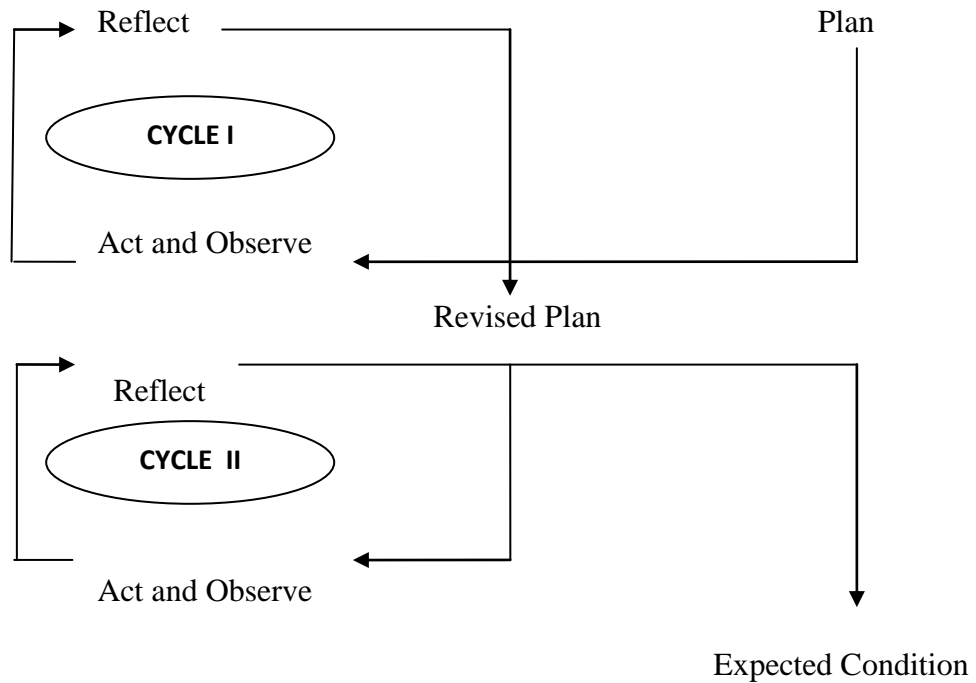 Reflect
Plan
CYCLE I
Act and Observe
Revised Plan
Reflect
CYCLE II
Act and Observe
Expected Condition